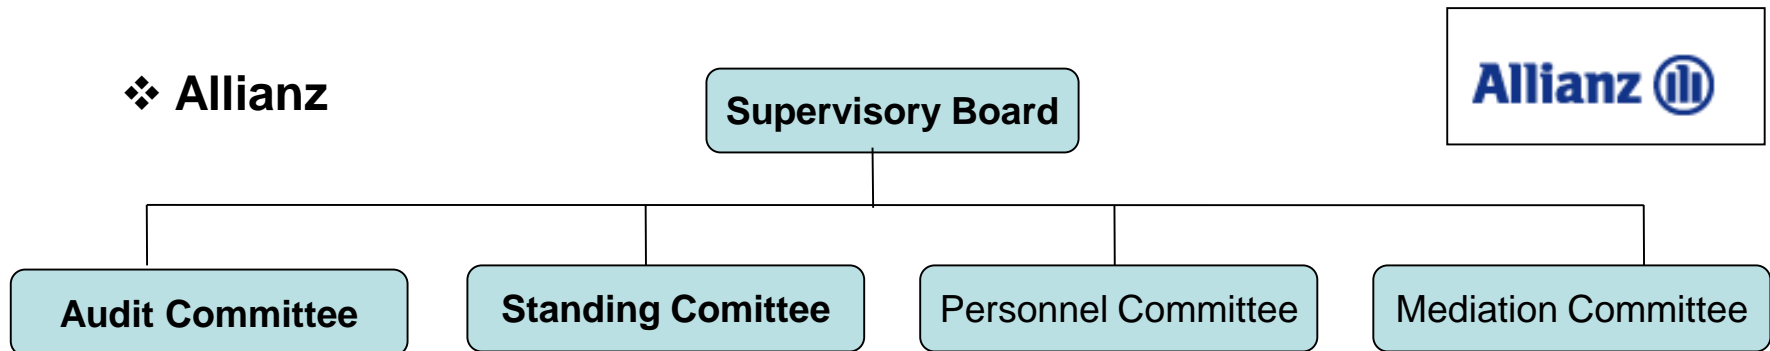 ❖ Allianz
Allianz
Supervisory Board
Audit Committee
Standing Comittee
Personnel Committee
Mediation Committee